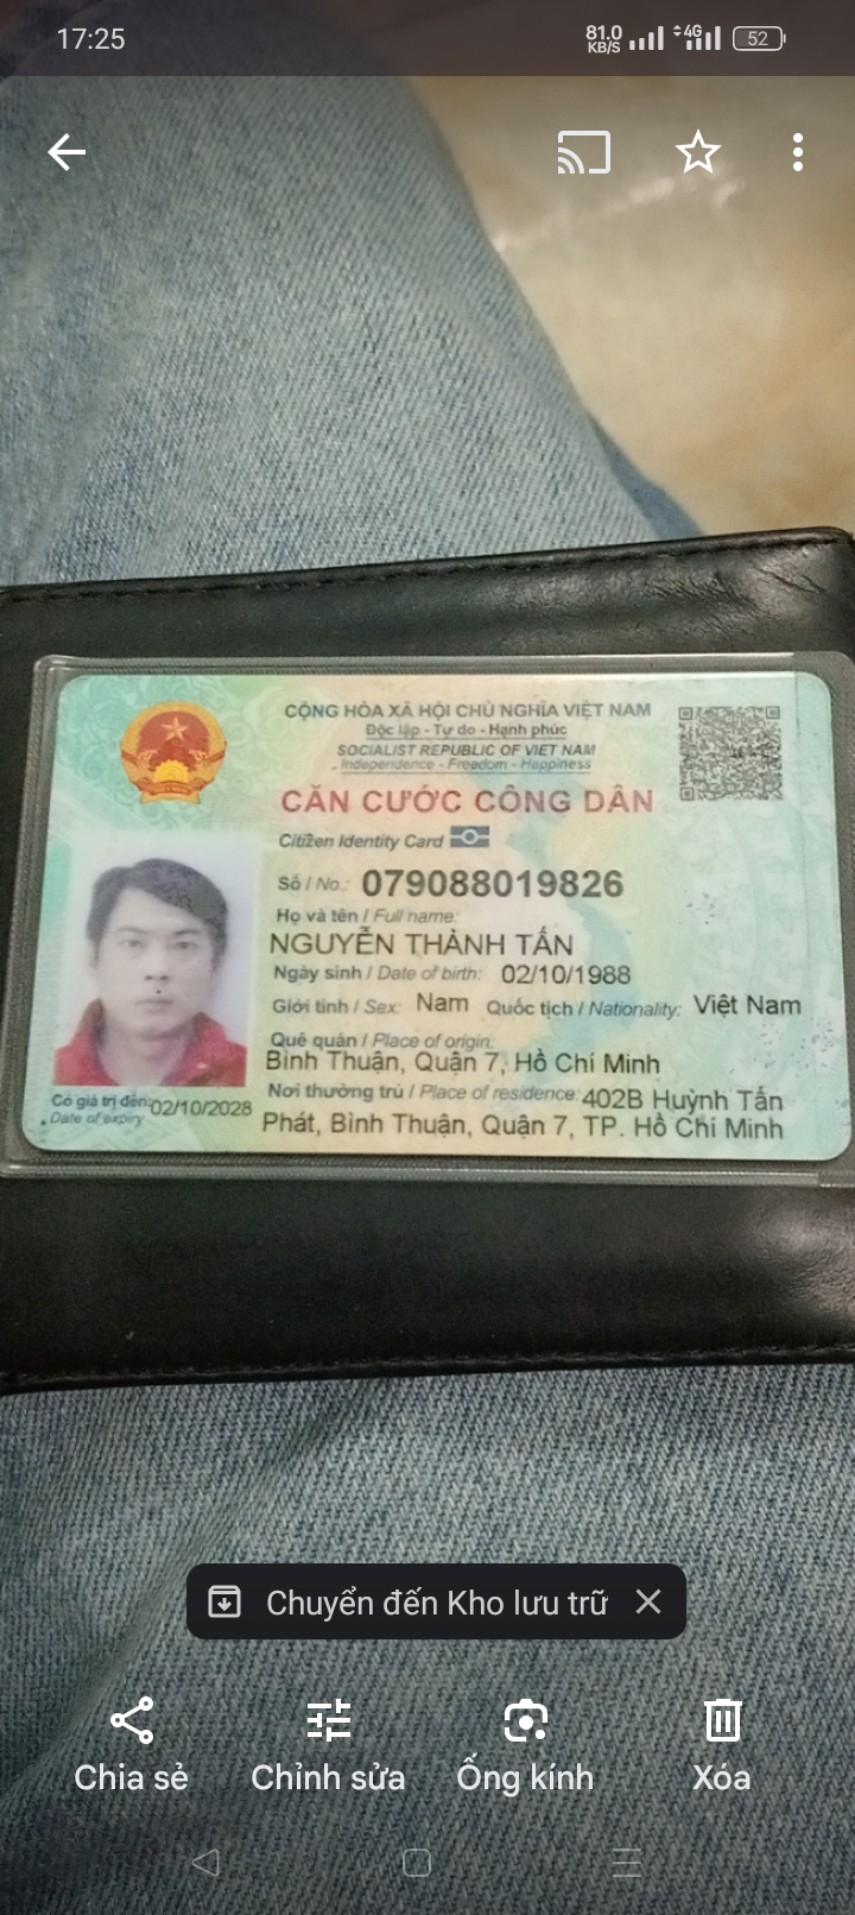 17:25
81.0 KB/S 4G 52
CỘNG HÒA XÃ HỘI CHỦ NGHĨA VIỆT NAM
Độc lập - Tự do - Hạnh phúc
SOCIALIST REPUBLIC OF VIET NAM
Independence - Freedom - Happiness
CĂN CƯỚC CÔNG DÂN
Citizen Identity Card
Số / No.: 079088019826
Họ và tên / Full name:
NGUYỄN THÀNH TẤN
Ngày sinh / Date of birth: 02/10/1988
Giới tính / Sex: Nam Quốc tịch / Nationality: Việt Nam
Quê quán / Place of origin:
Bình Thuận, Quận 7, Hồ Chí Minh
Nơi thường trú / Place of residence: 402B Huỳnh Tấn
Phát, Bình Thuận, Quận 7, TP. Hồ Chí Minh
Có giá trị đến: 02/10/2028
Date of expiry
Chuyển đến Kho lưu trữ
Chia sẻ Chỉnh sửa Ống kính Xóa